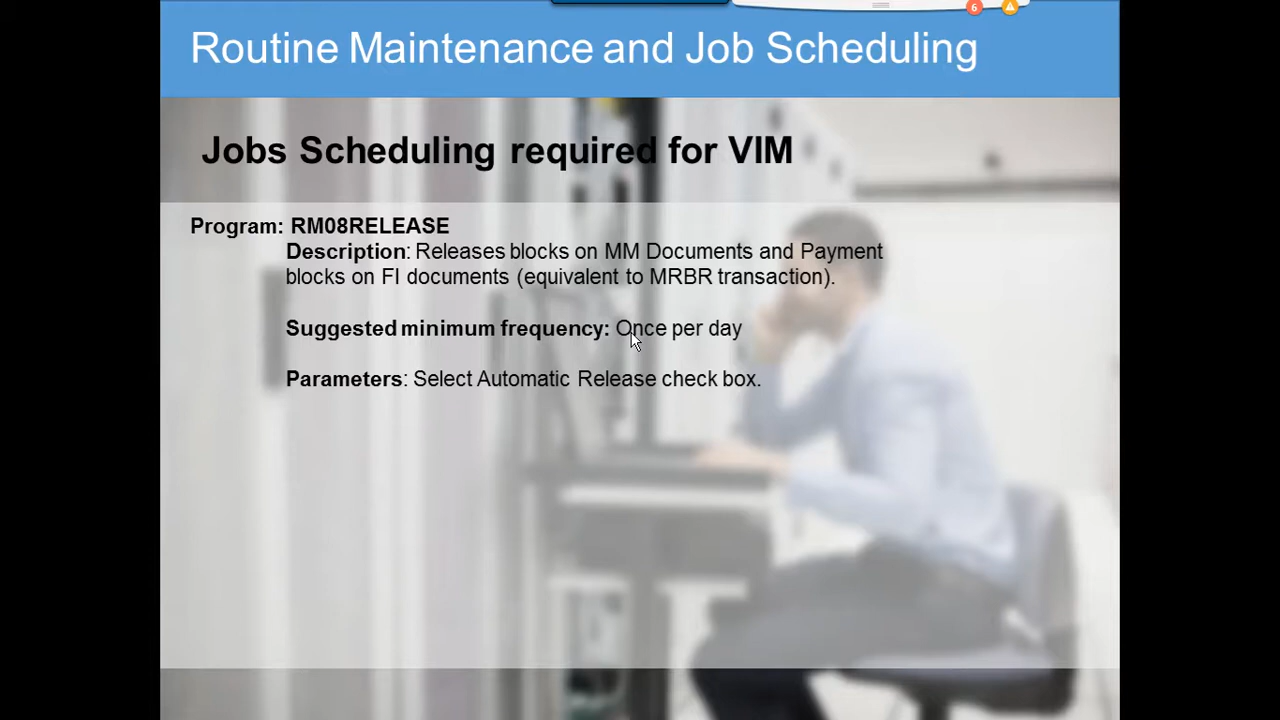 6
Routine Maintenance and Job Scheduling
Jobs Scheduling required for VIM
Program: RM08RELEASE
Description: Releases blocks on MM Documents and Payment
blocks on FI documents (equivalent to MRBR transaction).
Suggested minimum frequency: Once per day
Parameters: Select Automatic Release check box.